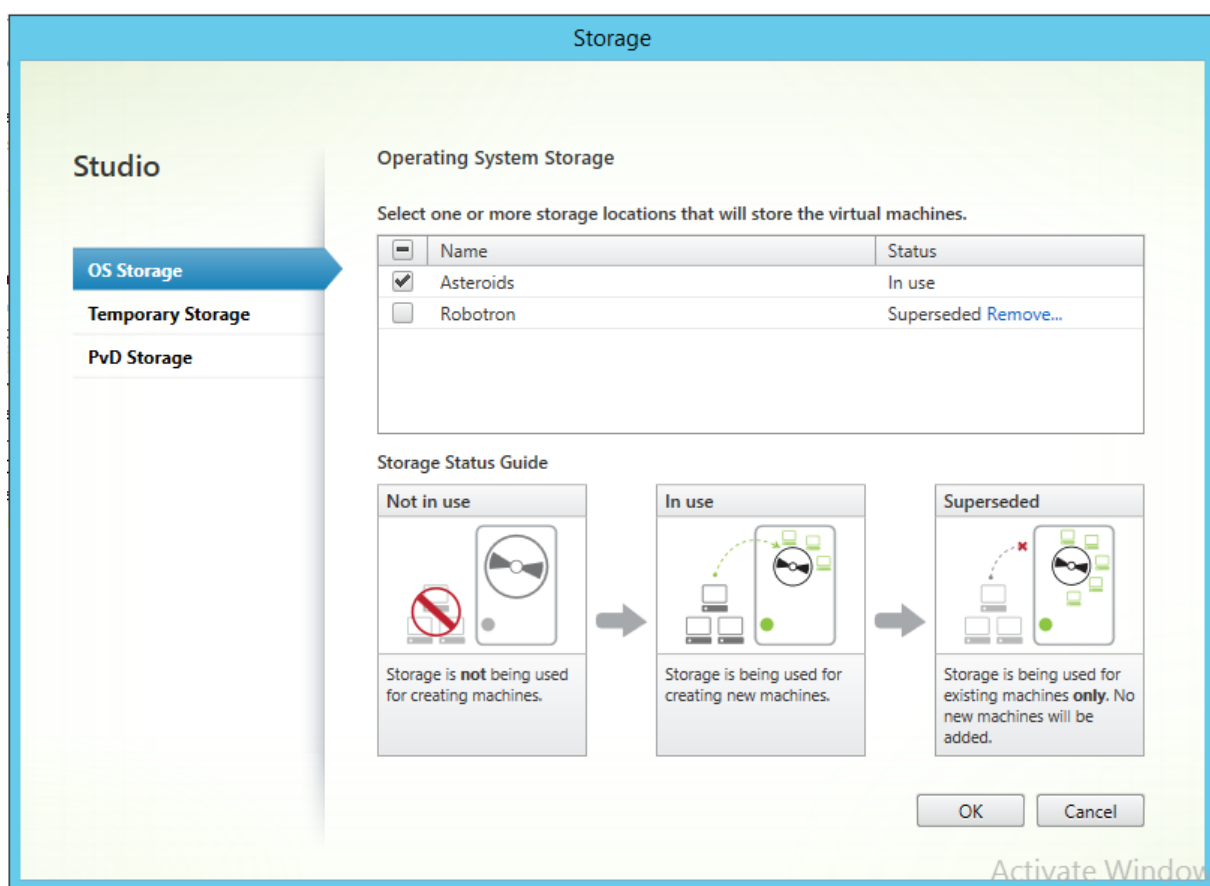 Storage
Studio
OS Storage
Temporary Storage
PvD Storage
Operating System Storage
Select one or more storage locations that will store the virtual machines.
Name Status
Asteroids In use
Robotron Superseded Remove...
Storage Status Guide
Not in use
Storage is not being used
for creating machines.
In use
Storage is being used for
creating new machines.
Superseded
Storage is being used for
existing machines only. No
new machines will be
added.
OK Cancel
Activate Window